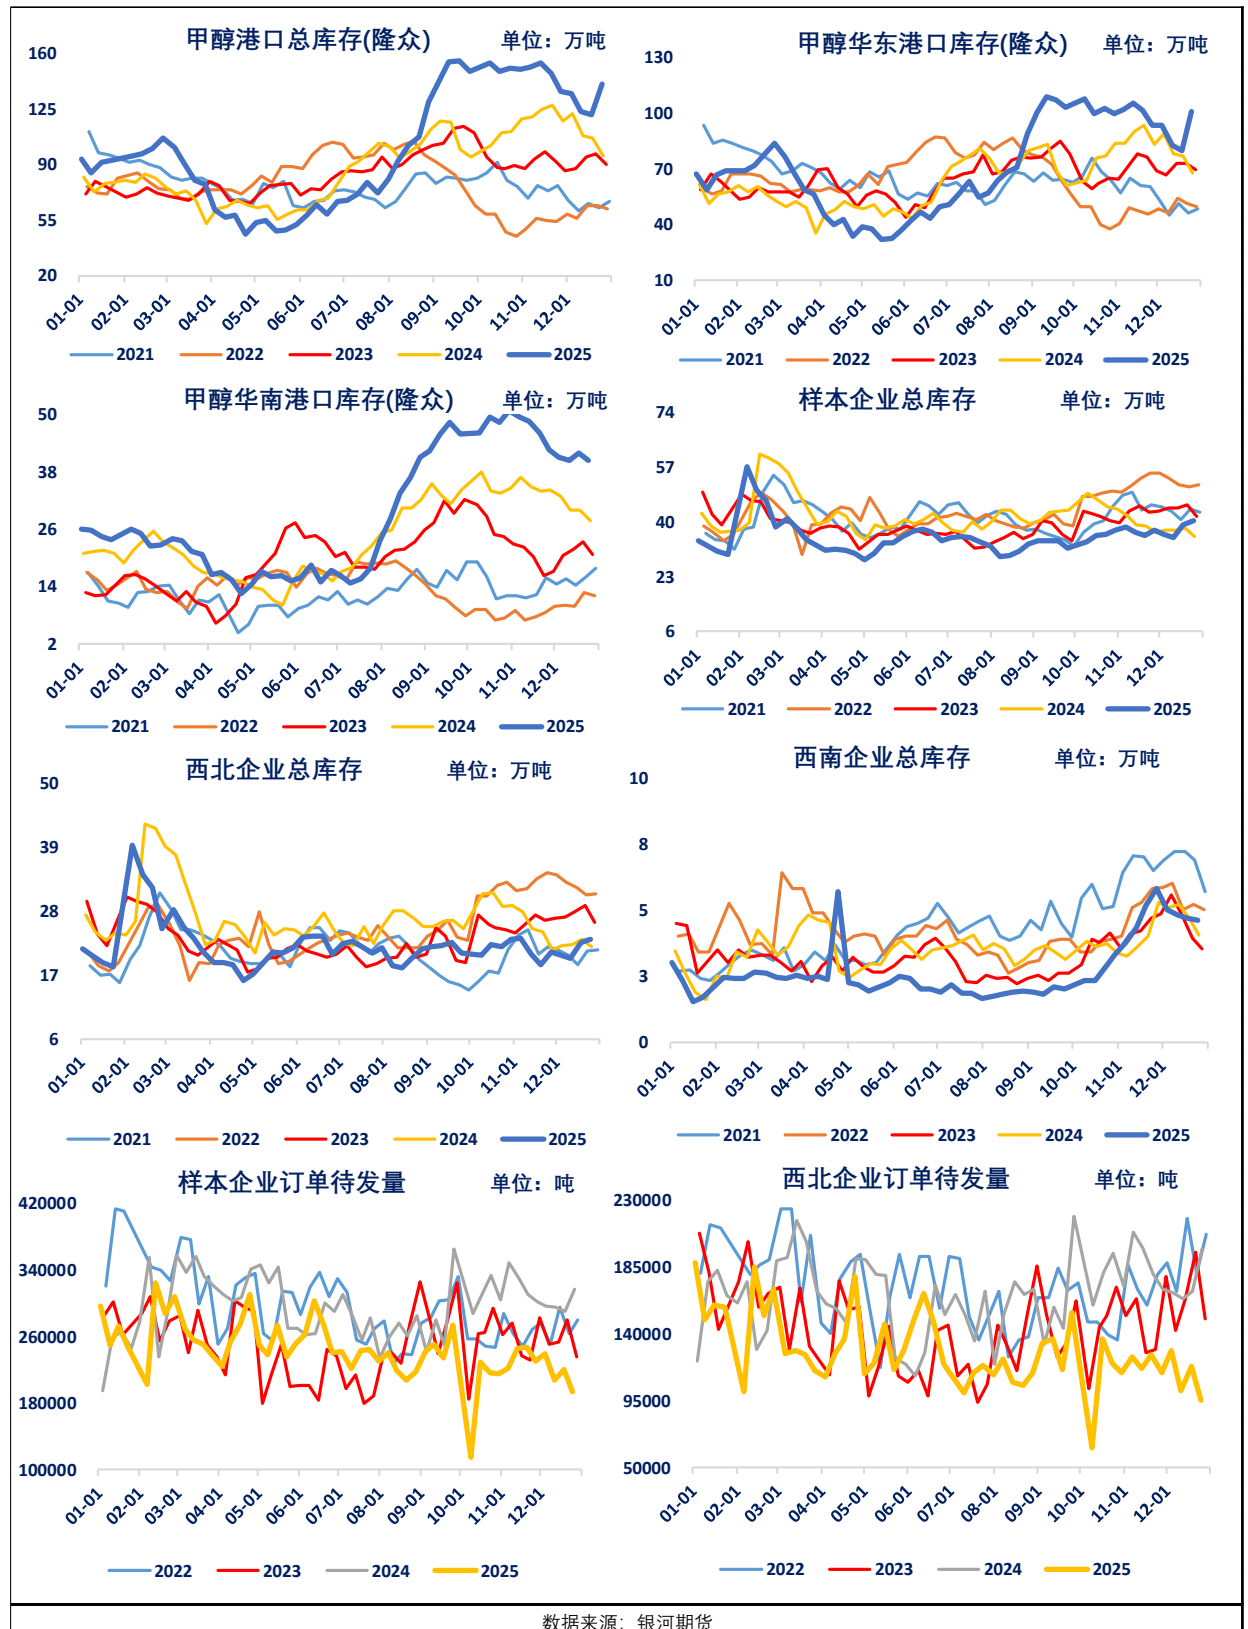 甲醇港口总库存(隆众) 单位：万吨
160
125
90
55
20
01-01 02-01 03-01 04-01 05-01 06-01 07-01 08-01 09-01 10-01 11-01 12-01
2021 2022 2023 2024 2025
甲醇华东港口库存(隆众) 单位：万吨
130
100
70
40
10
01-01 02-01 03-01 04-01 05-01 06-01 07-01 08-01 09-01 10-01 11-01 12-01
2021 2022 2023 2024 2025
甲醇华南港口库存(隆众) 单位：万吨
50
38
26
14
2
01-01 02-01 03-01 04-01 05-01 06-01 07-01 08-01 09-01 10-01 11-01 12-01
2021 2022 2023 2024 2025
样本企业总库存 单位：万吨
74
57
40
23
6
01-01 02-01 03-01 04-01 05-01 06-01 07-01 08-01 09-01 10-01 11-01 12-01
2021 2022 2023 2024 2025
西北企业总库存 单位：万吨
50
39
28
17
6
01-01 02-01 03-01 04-01 05-01 06-01 07-01 08-01 09-01 10-01 11-01 12-01
2021 2022 2023 2024 2025
西南企业总库存 单位：万吨
10
8
5
3
0
01-01 02-01 03-01 04-01 05-01 06-01 07-01 08-01 09-01 10-01 11-01 12-01
2021 2022 2023 2024 2025
样本企业订单待发量 单位：吨
420000
340000
260000
180000
100000
01-01 02-01 03-01 04-01 05-01 06-01 07-01 08-01 09-01 10-01 11-01 12-01
2022 2023 2024 2025
西北企业订单待发量 单位：吨
230000
185000
140000
95000
50000
01-01 02-01 03-01 04-01 05-01 06-01 07-01 08-01 09-01 10-01 11-01 12-01
2022 2023 2024 2025
数据来源：银河期货